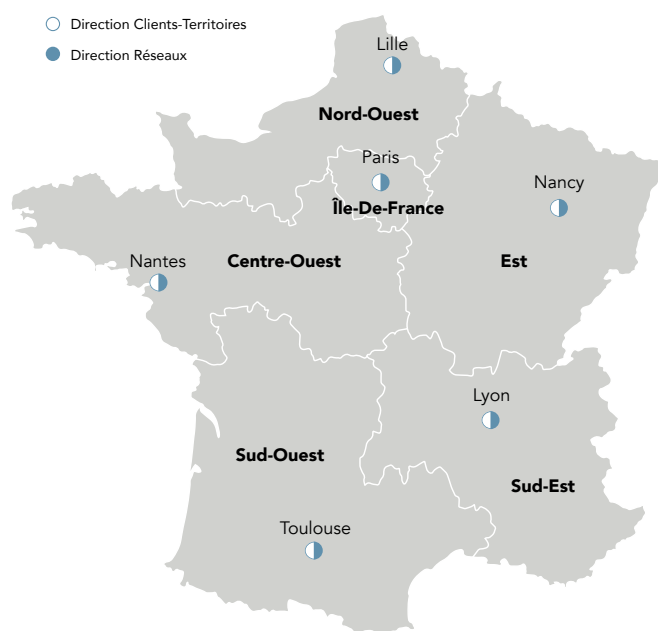 Direction Clients-Territoires
Direction Réseaux
Lille
Nord-Ouest
Paris
Île-De-France
Nancy
Nantes
Centre-Ouest
Est
Lyon
Sud-Ouest
Sud-Est
Toulouse